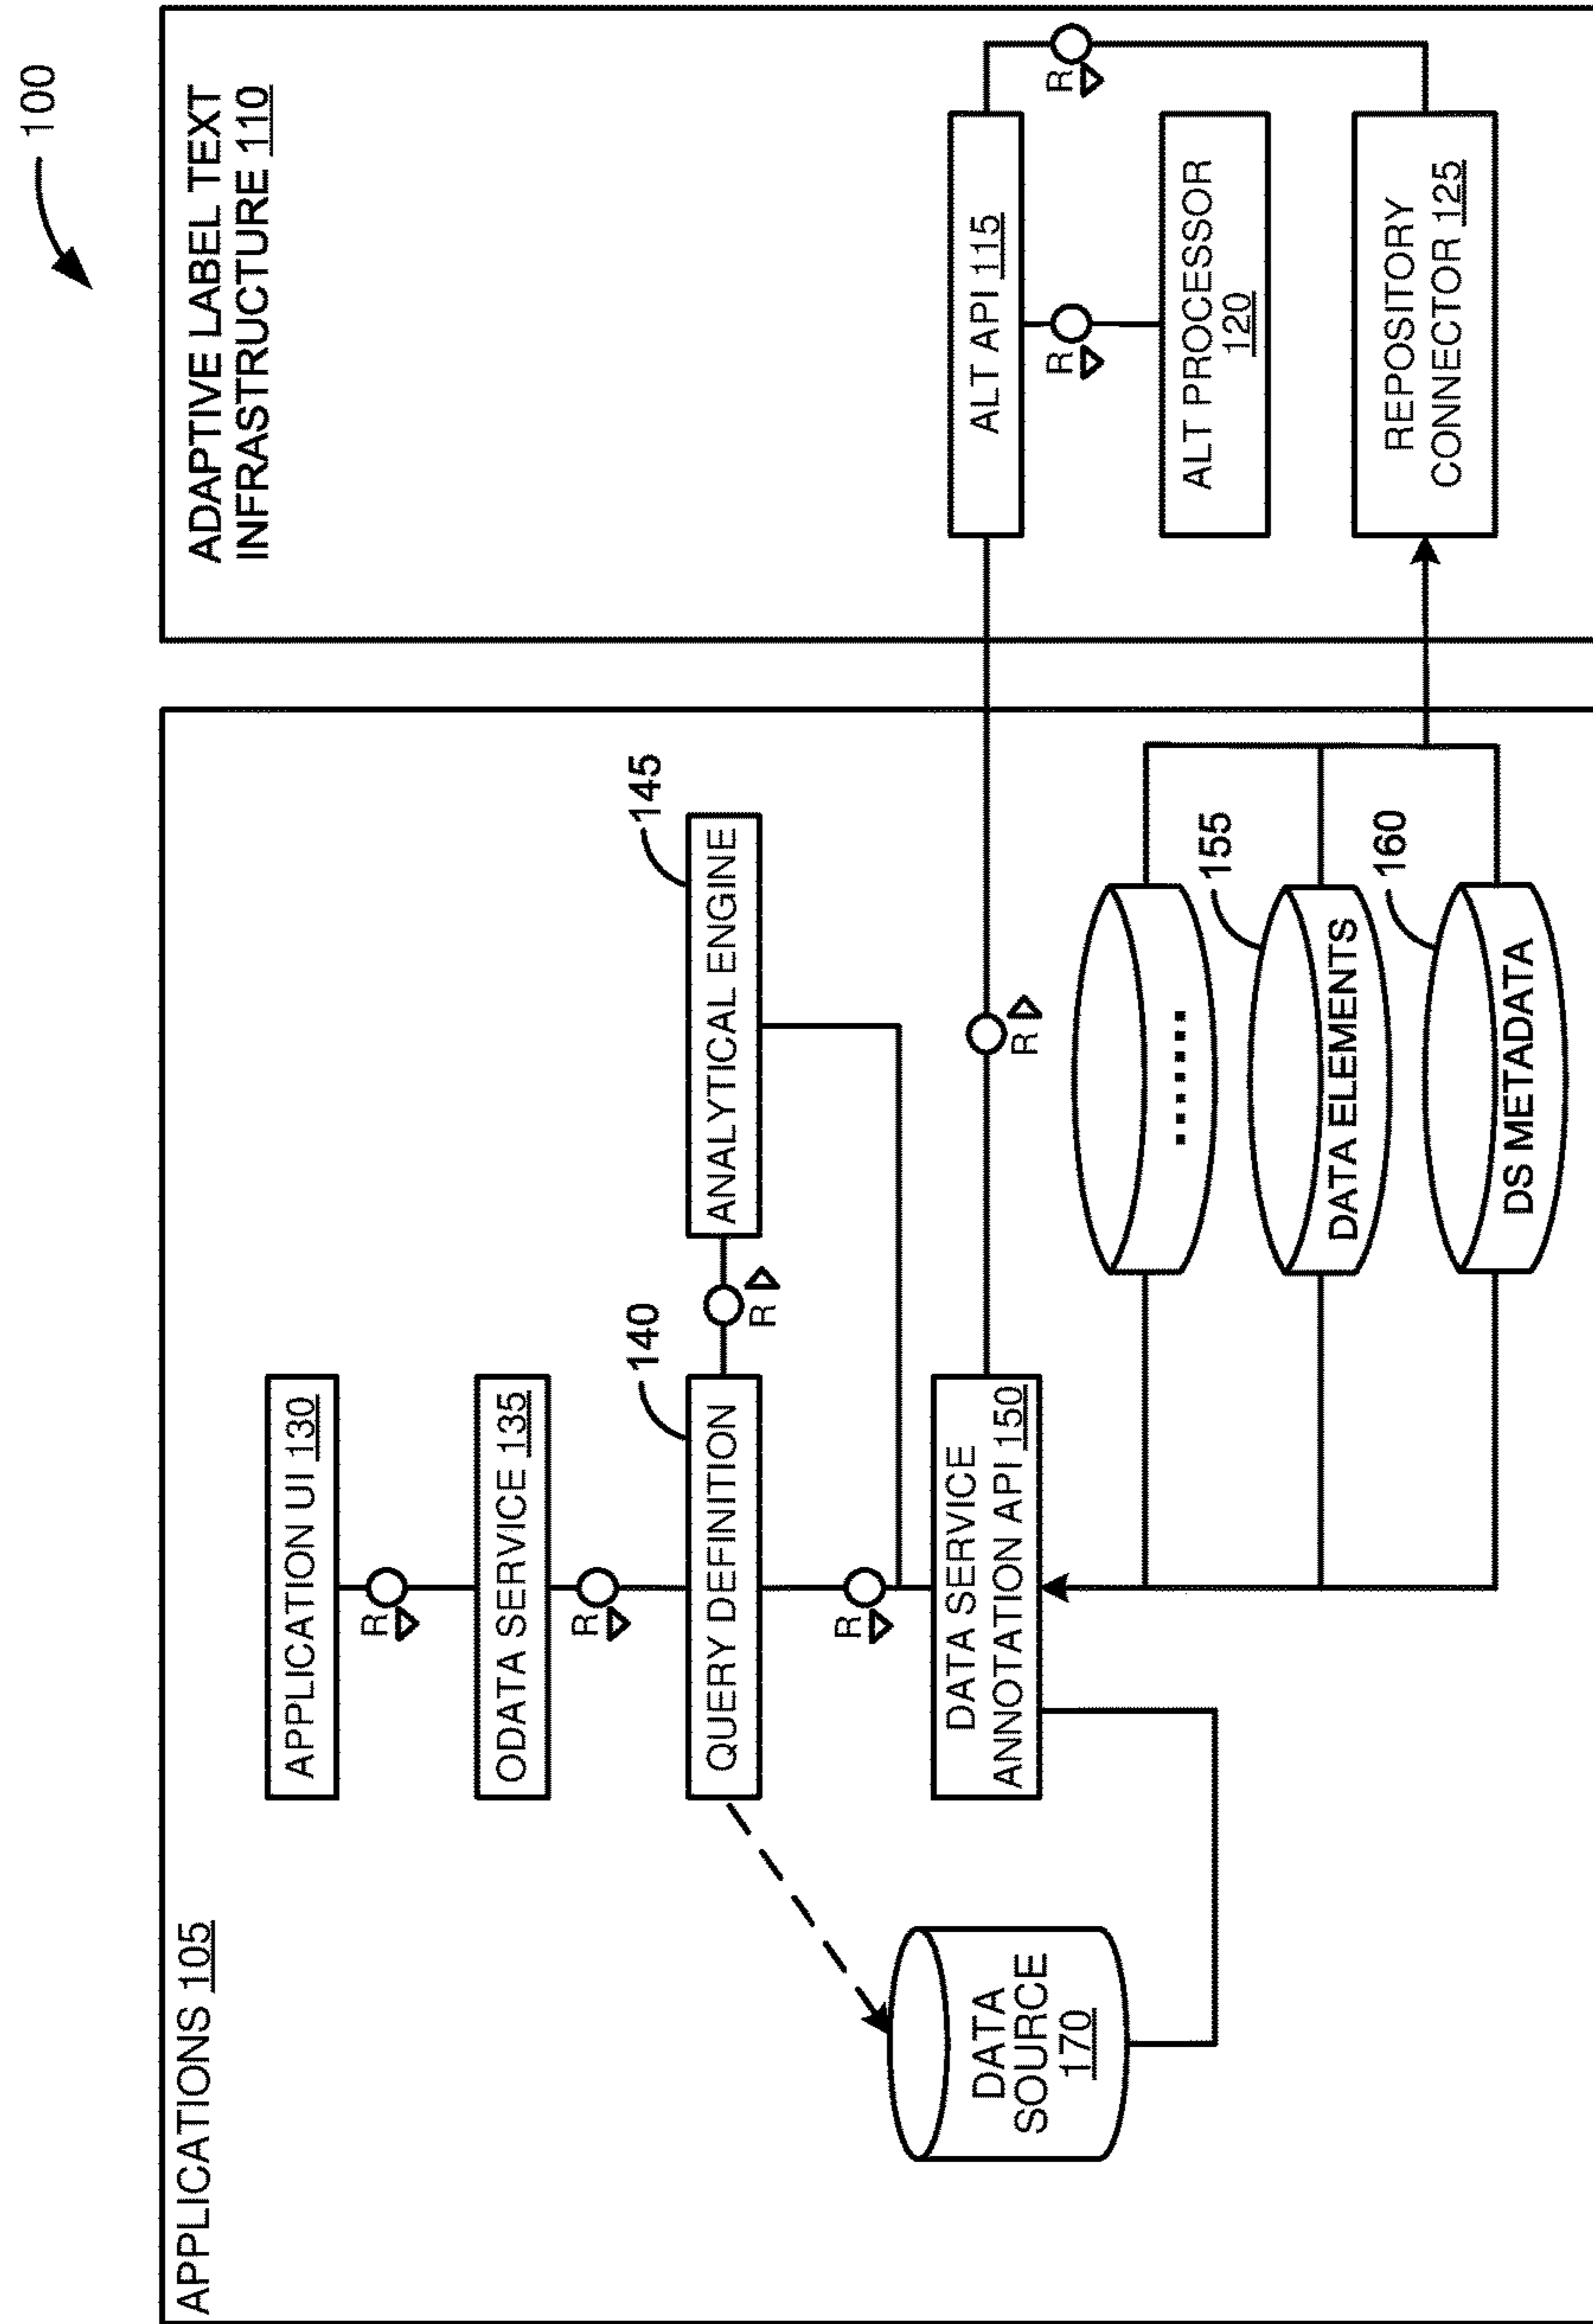 100
APPLICATIONS 105
ADAPTIVE LABEL TEXT
INFRASTRUCTURE 110
APPLICATION UI 130
R
ODATA SERVICE 135
R
140
145
QUERY DEFINITION
R
ANALYTICAL ENGINE
R
DATA
SOURCE
170
DATA SERVICE
ANNOTATION API 150
R
ALT API 115
R
R
ALT PROCESSOR
120
.......
155
DATA ELEMENTS
160
DS METADATA
REPOSITORY
CONNECTOR 125